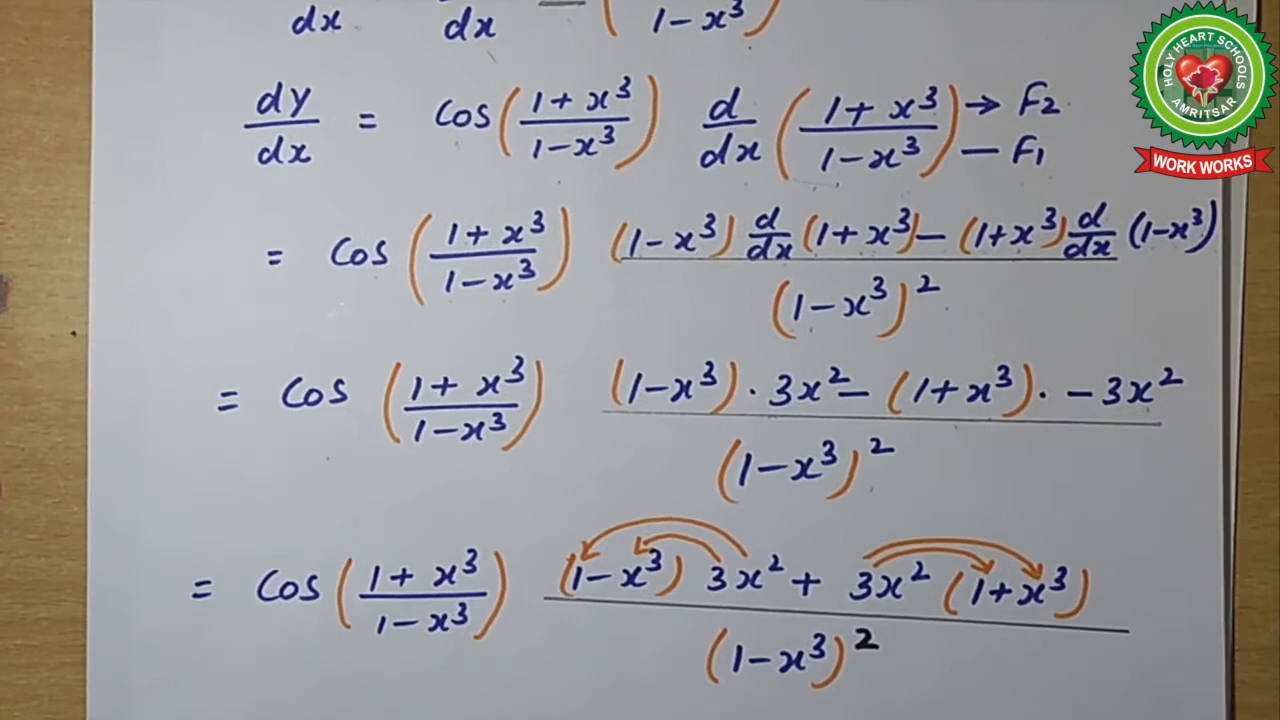 dx dx 1-x³
dy/dx = Cos(1+x³/1-x³) d/dx (1+x³/1-x³) → F2 — F1
= Cos(1+x³/1-x³) (1-x³) d/dx (1+x³) - (1+x³) d/dx (1-x³) / (1-x³)²
= Cos (1+x³/1-x³) (1-x³) · 3x² - (1+x³) · -3x² / (1-x³)²
= Cos(1+x³/1-x³) (1-x³) 3x² + 3x² (1+x³) / (1-x³)²
HOLY HEART SCHOOLS
AMRITSAR
WORK WORKS